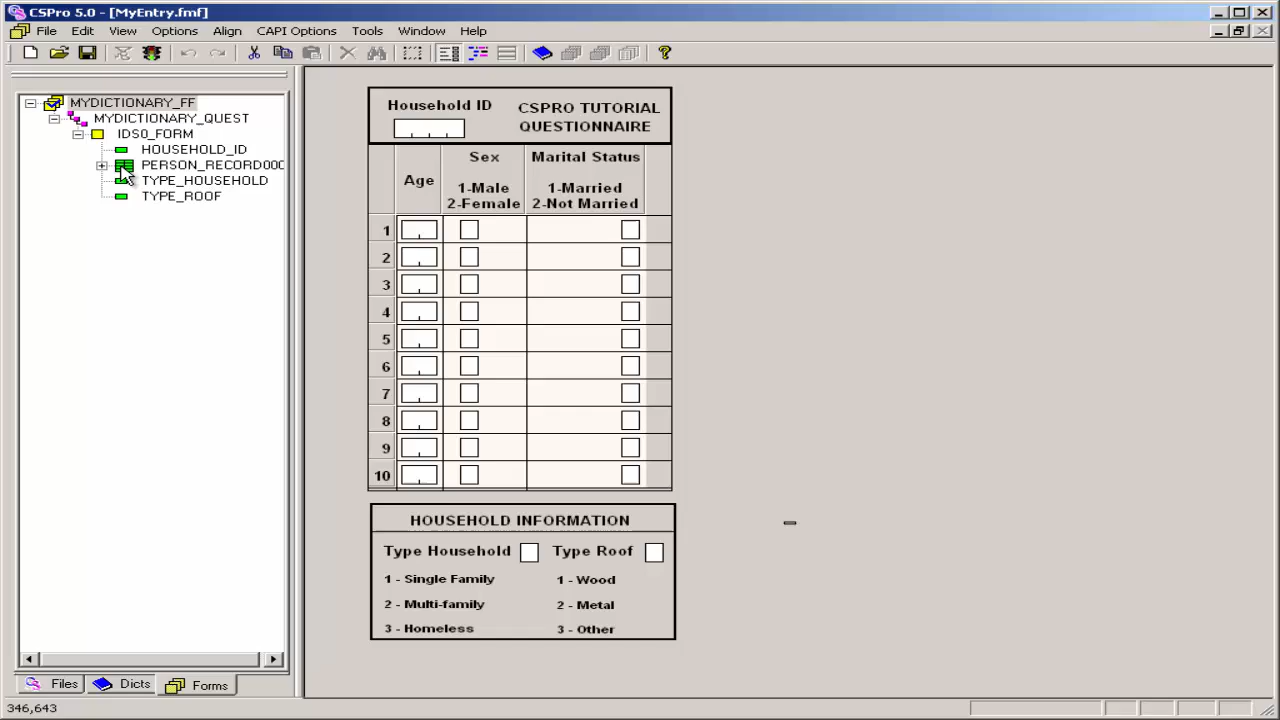 CSPro 5.0 - [MyEntry.fmf]
File Edit View Options Align CAPI Options Tools Window Help
MYDICTIONARY_FF
MYDICTIONARY_QUEST
IDS0_FORM
HOUSEHOLD_ID
PERSON_RECORD000
TYPE_HOUSEHOLD
TYPE_ROOF
Files Dicts Forms
Household ID
CSPRO TUTORIAL
QUESTIONNAIRE
Age
Sex
1-Male
2-Female
Marital Status
1-Married
2-Not Married
1
2
3
4
5
6
7
8
9
10
HOUSEHOLD INFORMATION
Type Household Type Roof
1 - Single Family 1 - Wood
2 - Multi-family 2 - Metal
3 - Homeless 3 - Other
346,643